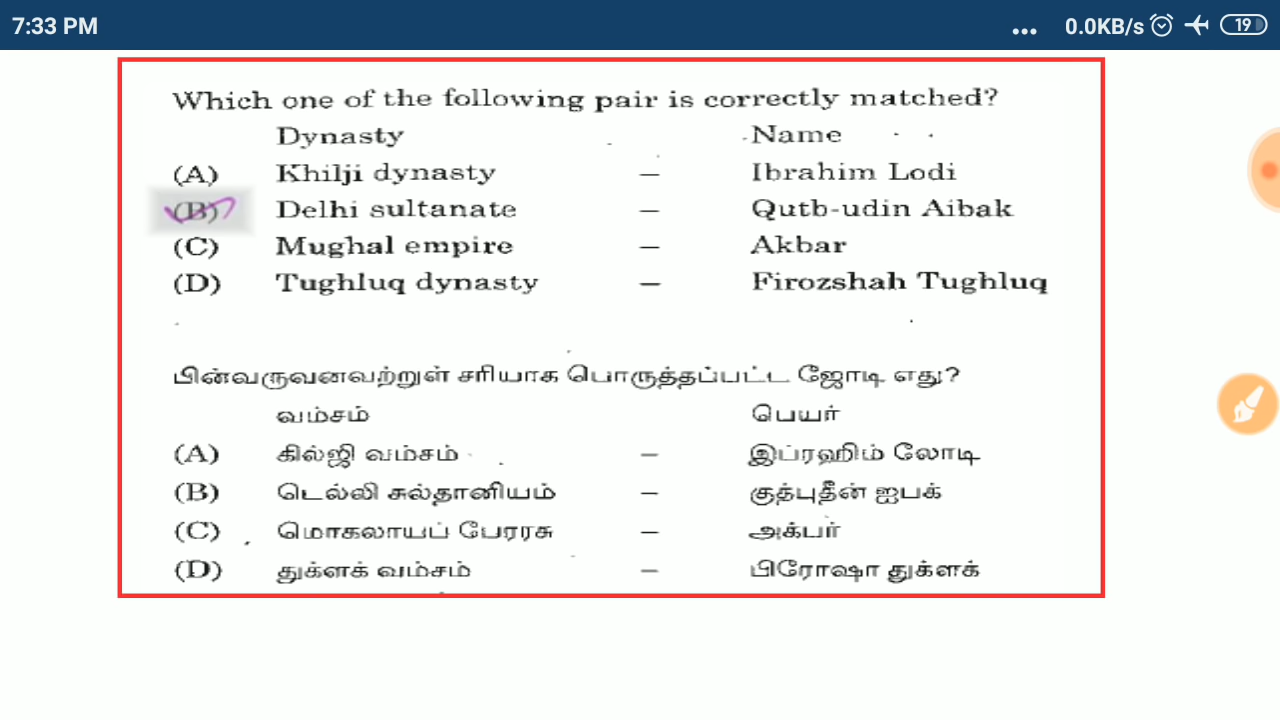 7:33 PM ... 0.0KB/s 19
Which one of the following pair is correctly matched?
Dynasty Name
(A) Khilji dynasty – Ibrahim Lodi
(B) Delhi sultanate – Qutb-udin Aibak
(C) Mughal empire – Akbar
(D) Tughluq dynasty – Firozshah Tughluq
பின்வருவனவற்றுள் சரியாக பொருத்தப்பட்ட ஜோடி எது?
வம்சம் பெயர்
(A) கில்ஜி வம்சம் – இப்ரஹிம் லோடி
(B) டெல்லி சுல்தானியம் – குத்புதீன் ஐபக்
(C) மொகலாயப் பேரரசு – அக்பர்
(D) துக்ளக் வம்சம் – பிரோஷா துக்ளக்